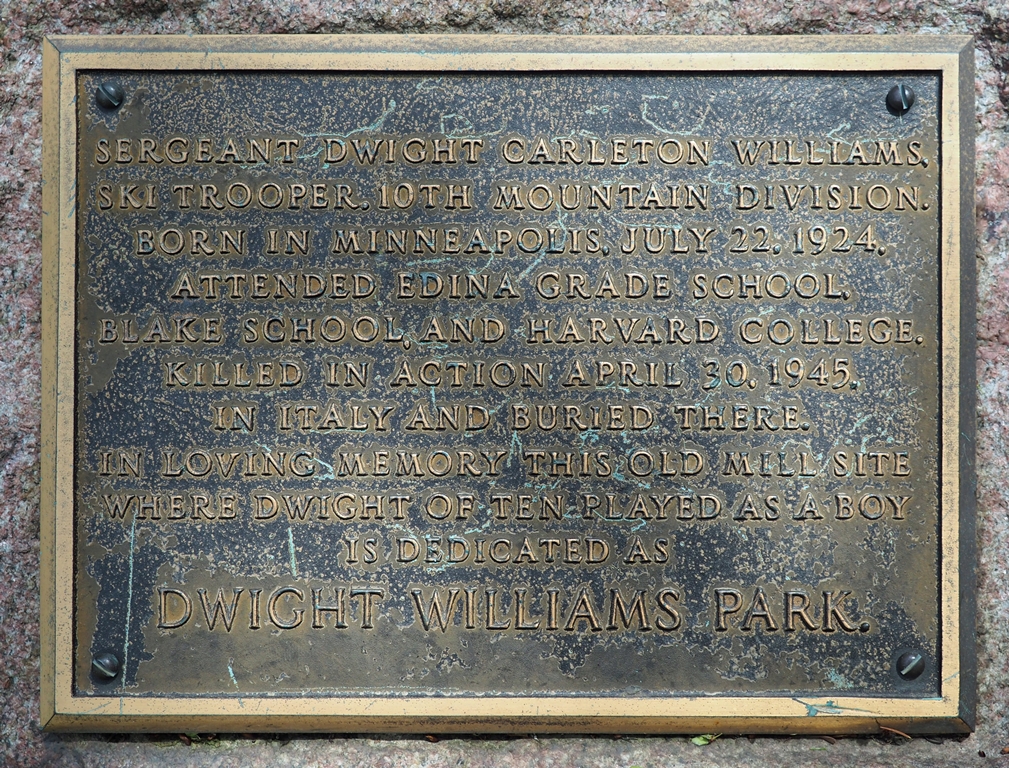 SERGEANT DWIGHT CARLETON WILLIAMS,
SKI TROOPER, 10TH MOUNTAIN DIVISION.
BORN IN MINNEAPOLIS, JULY 22, 1924,
ATTENDED EDINA GRADE SCHOOL,
BLAKE SCHOOL, AND HARVARD COLLEGE.
KILLED IN ACTION APRIL 30, 1945,
IN ITALY AND BURIED THERE.
IN LOVING MEMORY THIS OLD MILL SITE
WHERE DWIGHT OFTEN PLAYED AS A BOY
IS DEDICATED AS
DWIGHT WILLIAMS PARK.